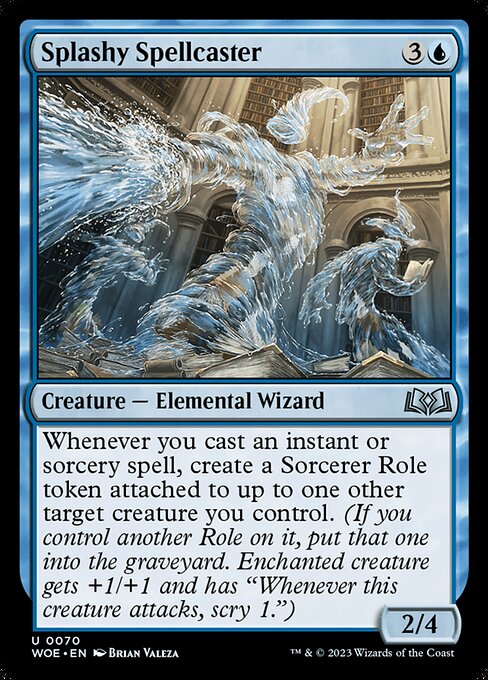 Splashy Spellcaster 3
Creature — Elemental Wizard
Whenever you cast an instant or
sorcery spell, create a Sorcerer Role
token attached to up to one other
target creature you control. (If you
control another Role on it, put that one
into the graveyard. Enchanted creature
gets +1/+1 and has “Whenever this
creature attacks, scry 1.”)
2/4
U 0070
WOE • EN Brian Valeza
™ & © 2023 Wizards of the Coast